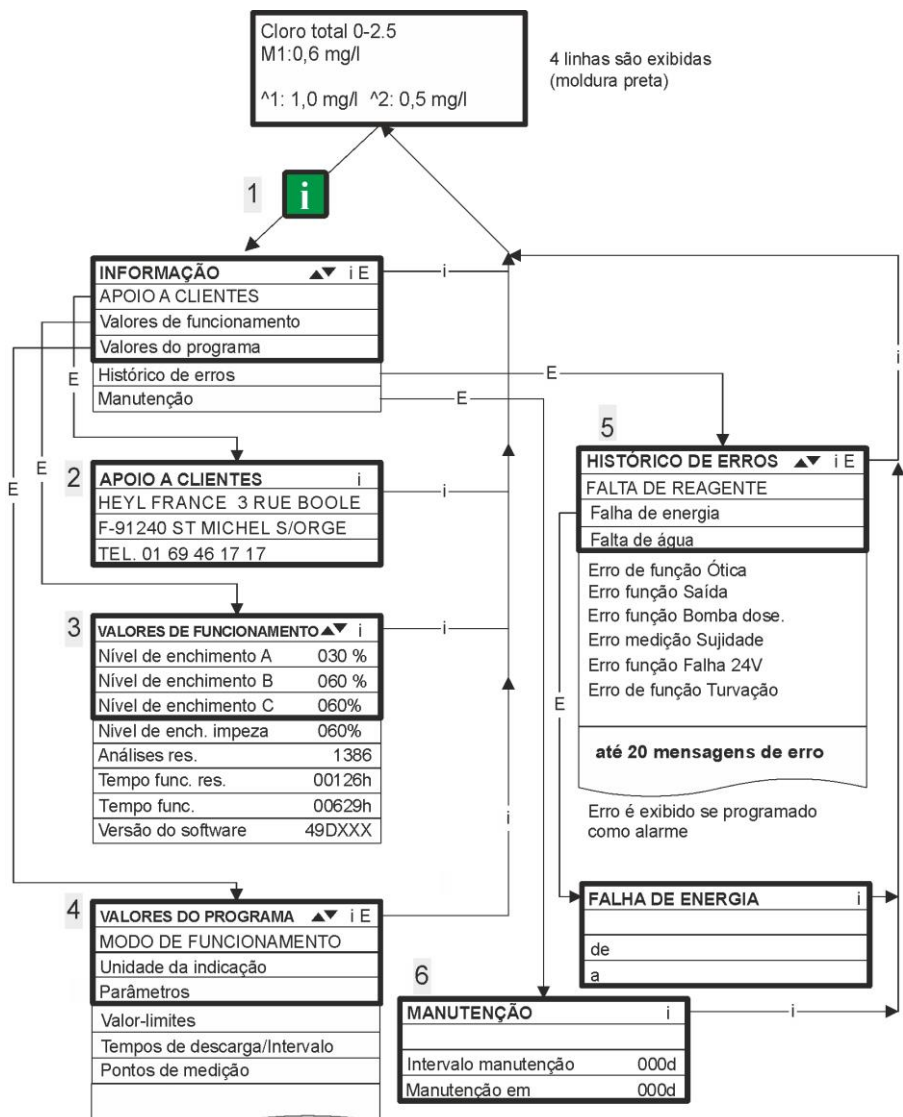 Cloro total 0-2.5
M1:0,6 mg/l
^1: 1,0 mg/l ^2: 0,5 mg/l
4 linhas são exibidas
(moldura preta)
1
i
INFORMAÇÃO ▲▼ i E
APOIO A CLIENTES
Valores de funcionamento
Valores do programa
Histórico de erros
Manutenção
i
E
E
E
E
E
i
2
APOIO A CLIENTES i
HEYL FRANCE 3 RUE BOOLE
F-91240 ST MICHEL S/ORGE
TEL. 01 69 46 17 17
i
3
VALORES DE FUNCIONAMENTO ▲▼ i
Nível de enchimento A 030 %
Nível de enchimento B 060 %
Nível de enchimento C 060%
Nivel de ench. impeza 060%
Análises res. 1386
Tempo func. res. 00126h
Tempo func. 00629h
Versão do software 49DXXX
i
i
4
VALORES DO PROGRAMA ▲▼ i E
MODO DE FUNCIONAMENTO
Unidade da indicação
Parâmetros
Valor-limites
Tempos de descarga/Intervalo
Pontos de medição
5
HISTÓRICO DE ERROS ▲▼ i E
FALTA DE REAGENTE
Falha de energia
Falta de água
Erro de função Ótica
Erro função Saída
Erro função Bomba dose.
Erro medição Sujidade
Erro função Falha 24V
Erro de função Turvação
E
até 20 mensagens de erro
Erro é exibido se programado
como alarme
FALHA DE ENERGIA i
de
a
i
6
MANUTENÇÃO i
Intervalo manutenção 000d
Manutenção em 000d
i